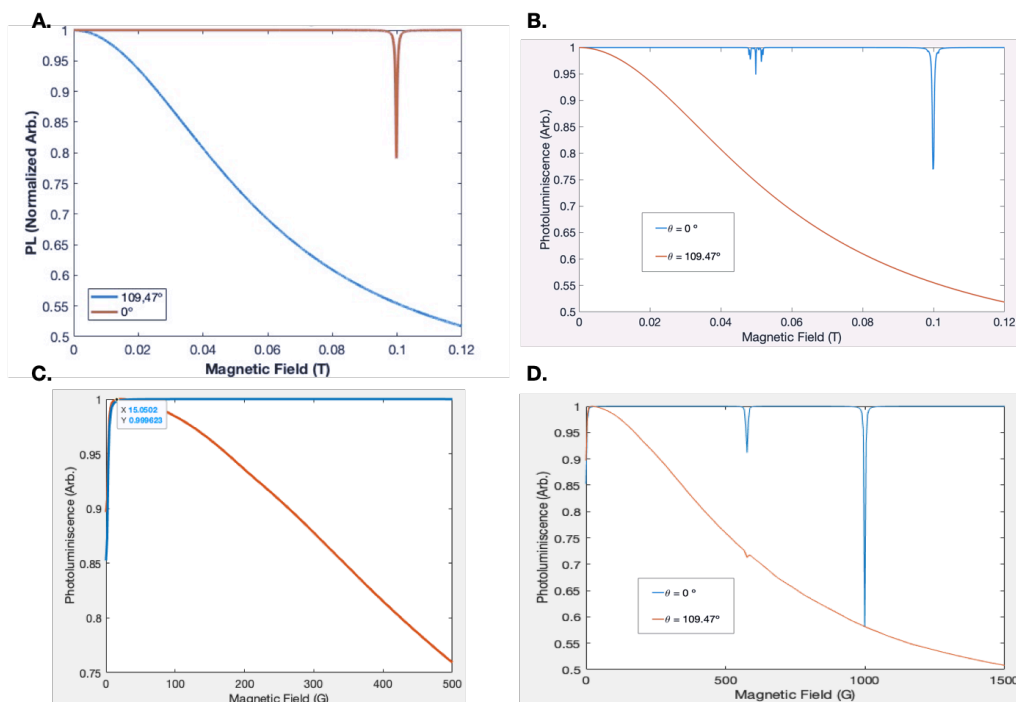 A.
1
0.95
0.9
0.85
0.8
0.75
0.7
0.65
0.6
0.55
0.5
PL (Normalized Arb.)
109,47º
0º
0 0.02 0.04 0.06 0.08 0.1 0.12
Magnetic Field (T)
B.
1
0.95
0.9
0.85
0.8
0.75
0.7
0.65
0.6
0.55
0.5
Photoluminiscence (Arb.)
θ = 0 º
θ = 109.47º
0 0.02 0.04 0.06 0.08 0.1 0.12
Magnetic Field (T)
C.
1
0.95
0.9
0.85
0.8
0.75
Photoluminiscence (Arb.)
X 15.0502
Y 0.999623
0 100 200 300 400 500
Magnetic Field (G)
D.
1
0.95
0.9
0.85
0.8
0.75
0.7
0.65
0.6
0.55
0.5
Photoluminiscence (Arb.)
θ = 0 º
θ = 109.47º
0 500 1000 1500
Magnetic Field (G)